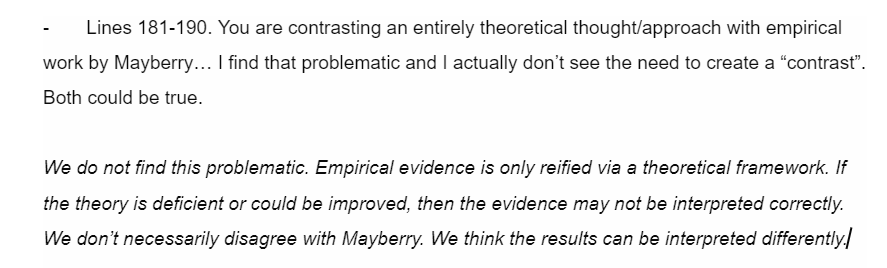 - Lines 181-190. You are contrasting an entirely theoretical thought/approach with empirical
work by Mayberry… I find that problematic and I actually don’t see the need to create a “contrast”.
Both could be true.
We do not find this problematic. Empirical evidence is only reified via a theoretical framework. If
the theory is deficient or could be improved, then the evidence may not be interpreted correctly.
We don’t necessarily disagree with Mayberry. We think the results can be interpreted differently.